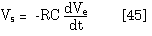 Vₛ = -RC dVₑ/dt [45]